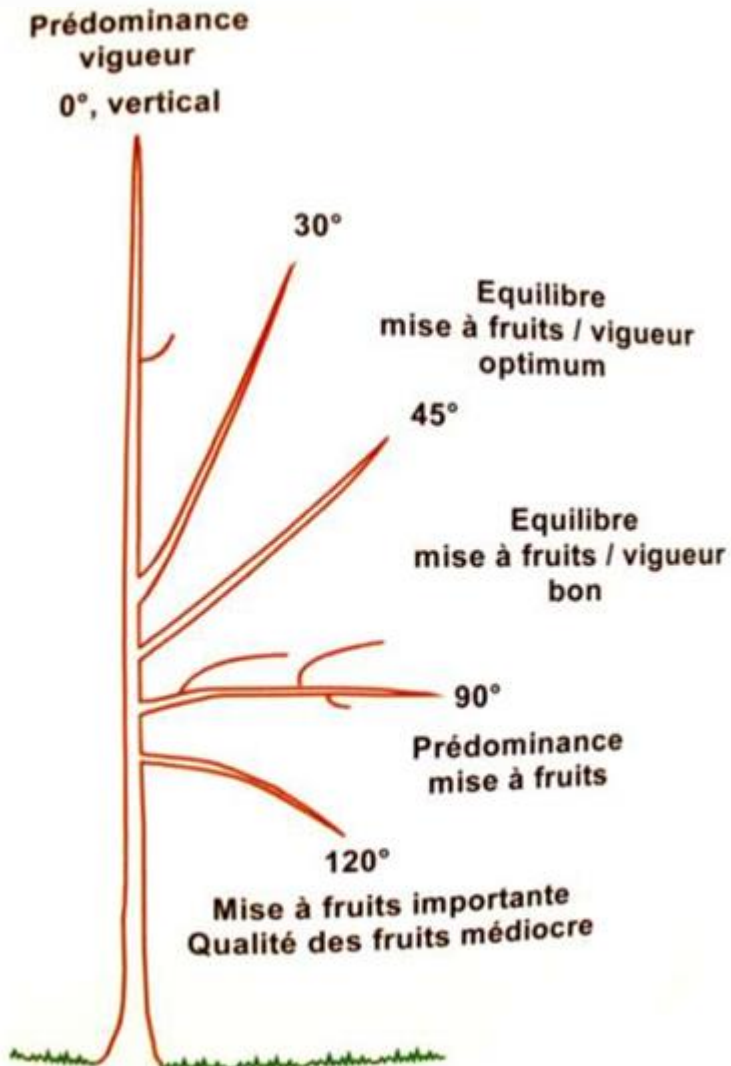 Prédominance
vigueur
0°, vertical
30°
Equilibre
mise à fruits / vigueur
optimum
45°
Equilibre
mise à fruits / vigueur
bon
90°
Prédominance
mise à fruits
120°
Mise à fruits importante
Qualité des fruits médiocre